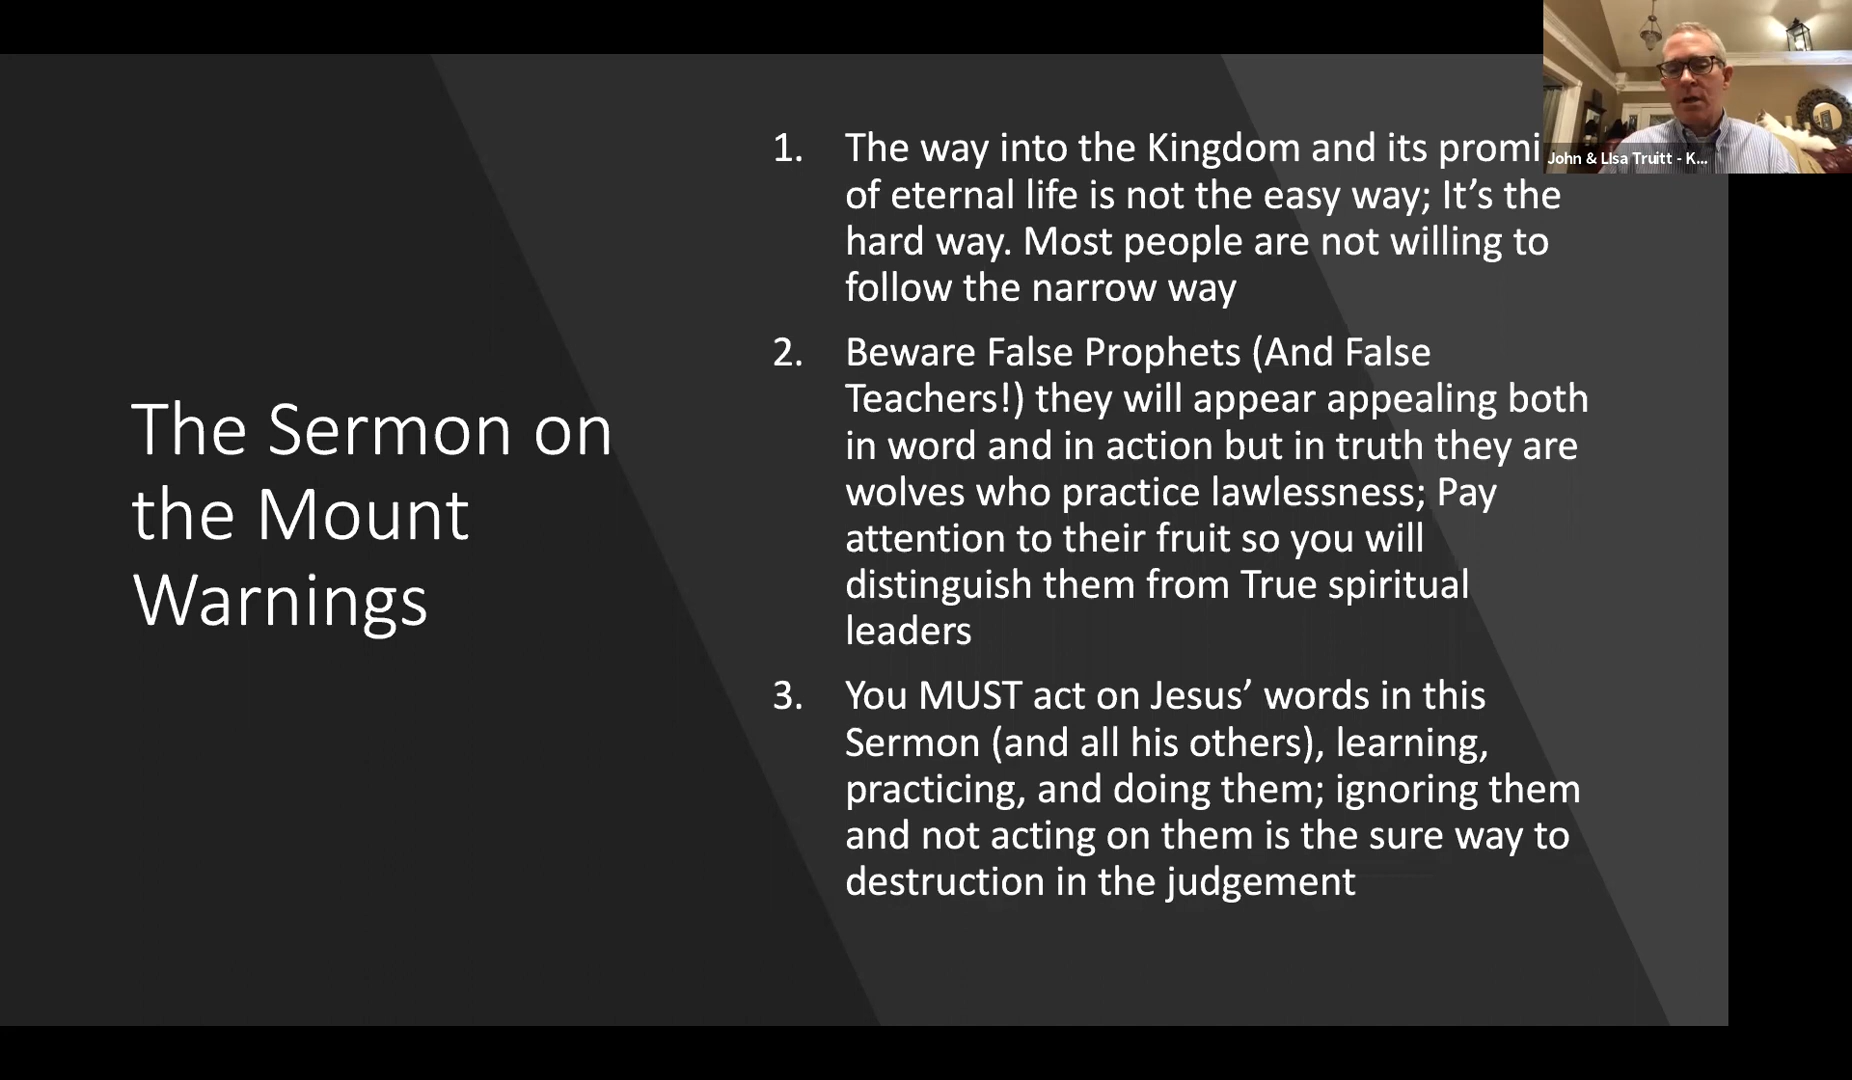 The Sermon on
the Mount
Warnings
1. The way into the Kingdom and its
of eternal life is not the easy way; It’s the
hard way. Most people are not willing to
follow the narrow way
2. Beware False Prophets (And False
Teachers!) they will appear appealing both
in word and in action but in truth they are
wolves who practice lawlessness; Pay
attention to their fruit so you will
distinguish them from True spiritual
leaders
3. You MUST act on Jesus’ words in this
Sermon (and all his others), learning,
practicing, and doing them; ignoring them
and not acting on them is the sure way to
destruction in the judgement
John & LIsa Truitt - K...